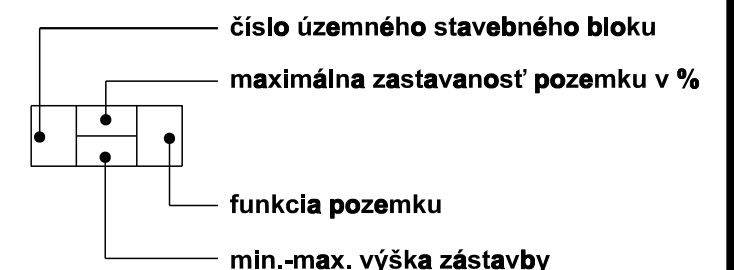 číslo územného stavebného bloku
maximálna zastavanosť pozemku v %
funkcia pozemku
min.-max. výška zástavby